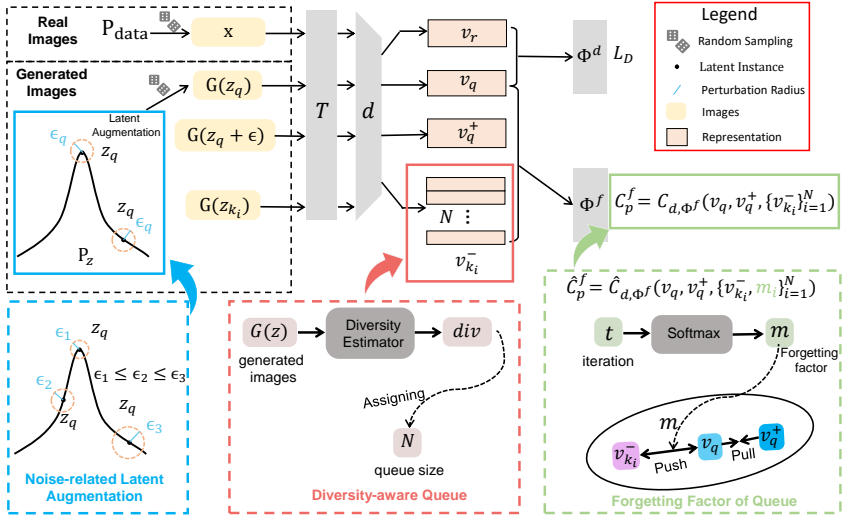 Real
Images
P_data
x
Generated
Images
G(z_q)
Latent
Augmentation
ϵ_q
z_q
G(z_q + ϵ)
z_q
ϵ_q
G(z_{k_i})
P_z
T
d
v_r
v_q
v_q^+
N ⋮
v_{k_i}^-
Φ^d L_D
Φ^f
C_p^f = C_{d,Φ^f}(v_q, v_q^+, {v_{k_i}^-}_{i=1}^N)
Legend
Random Sampling
Latent Instance
Perturbation Radius
Images
Representation
z_q
ϵ_1
ϵ_1 ≤ ϵ_2 ≤ ϵ_3
ϵ_2
z_q
z_q
ϵ_3
Noise-related Latent
Augmentation
G(z)
Diversity
Estimator
div
generated
images
Assigning
N
queue size
Diversity-aware Queue
Ĉ_p^f = Ĉ_{d,Φ^f}(v_q, v_q^+, {v_{k_i}^-, m_i}_{i=1}^N)
t
Softmax
m
iteration
Forgetting
factor
m
v_{k_i}^-
v_q
v_q^+
Push
Pull
Forgetting Factor of Queue